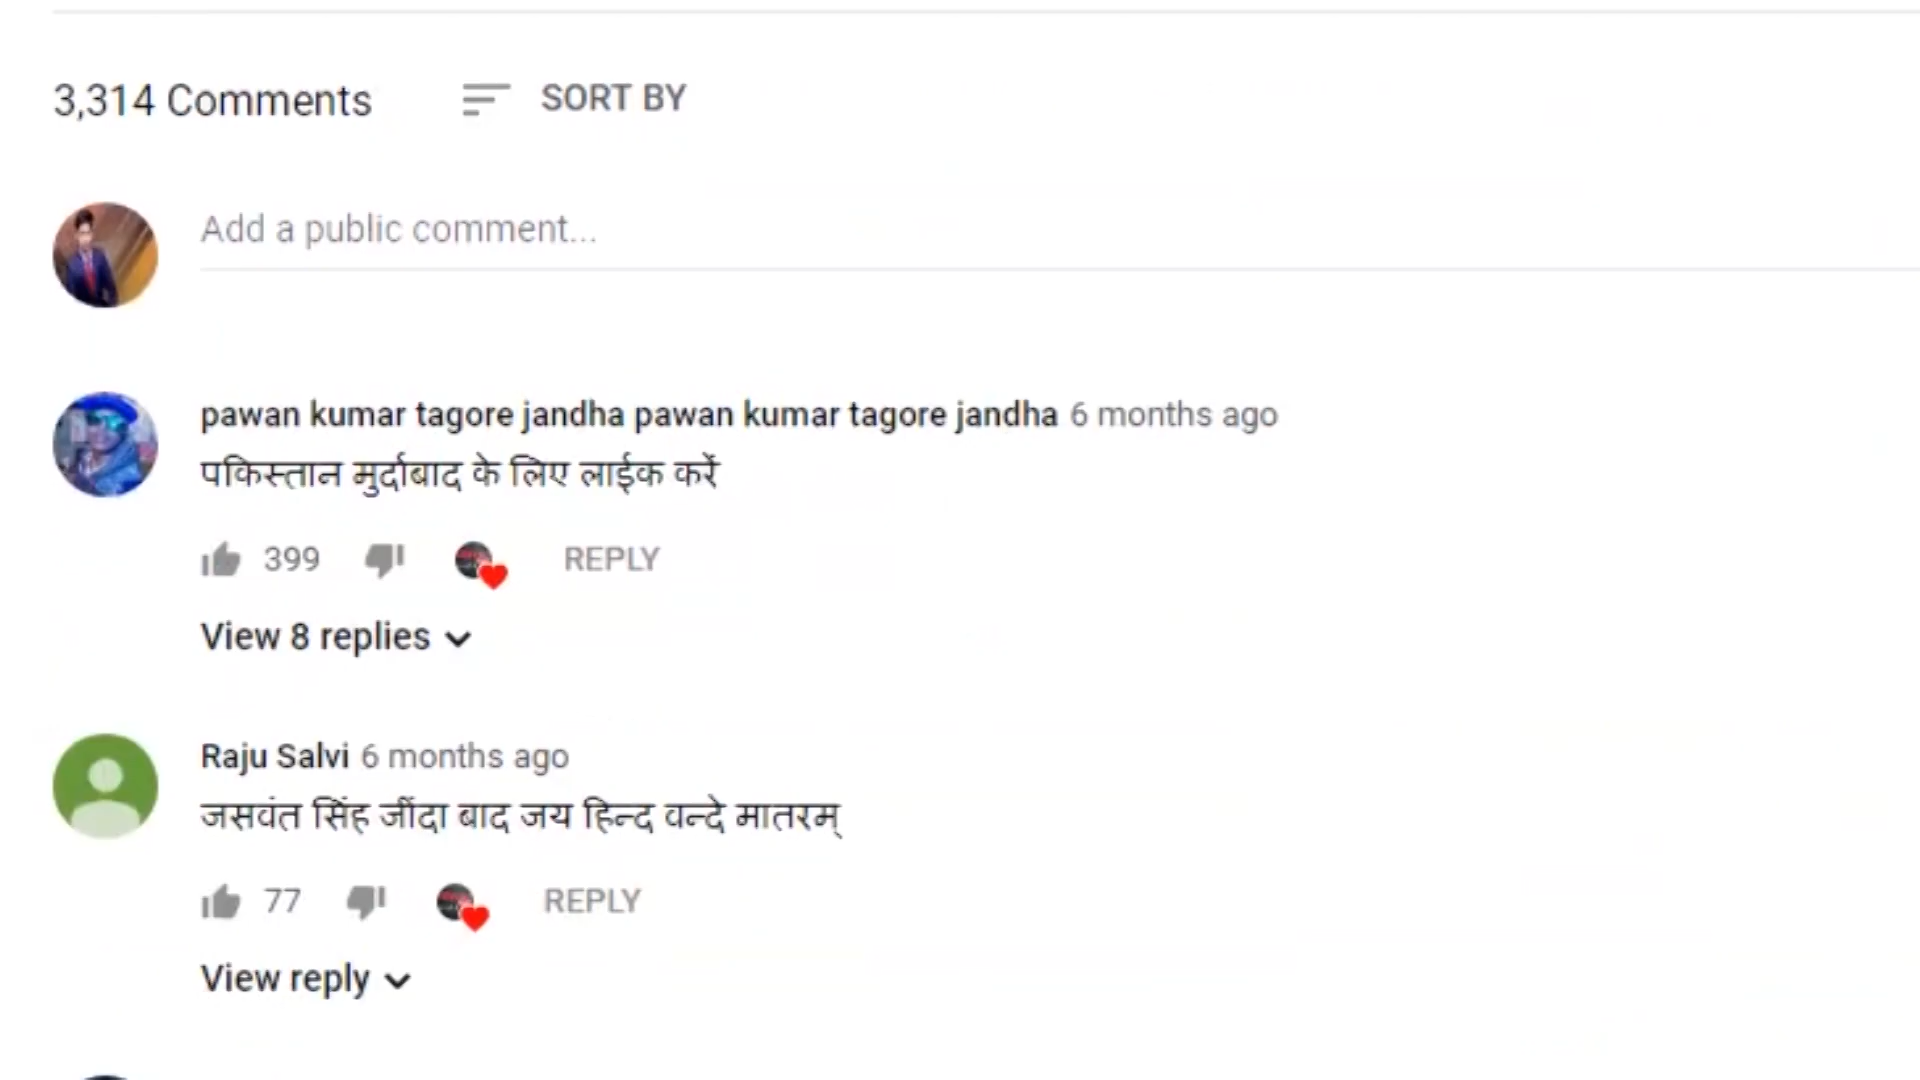 3,314 Comments SORT BY
Add a public comment...
pawan kumar tagore jandha pawan kumar tagore jandha 6 months ago
पकिस्तान मुर्दाबाद के लिए लाईक करें
399 REPLY
View 8 replies
Raju Salvi 6 months ago
जसवंत सिंह जींदा बाद जय हिन्द वन्दे मातरम्
77 REPLY
View reply